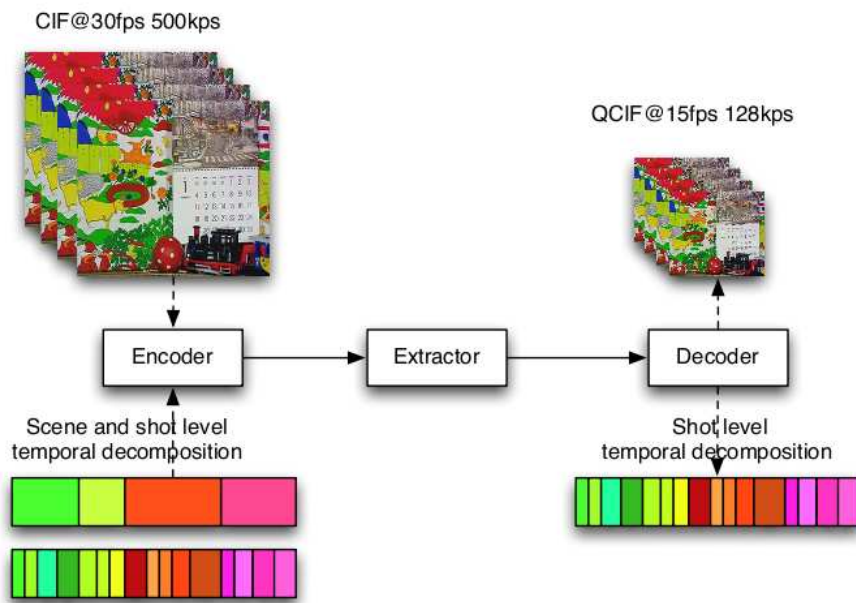 CIF@30fps 500kps
QCIF@15fps 128kps
Encoder
Extractor
Decoder
Scene and shot level
temporal decomposition
Shot level
temporal decomposition